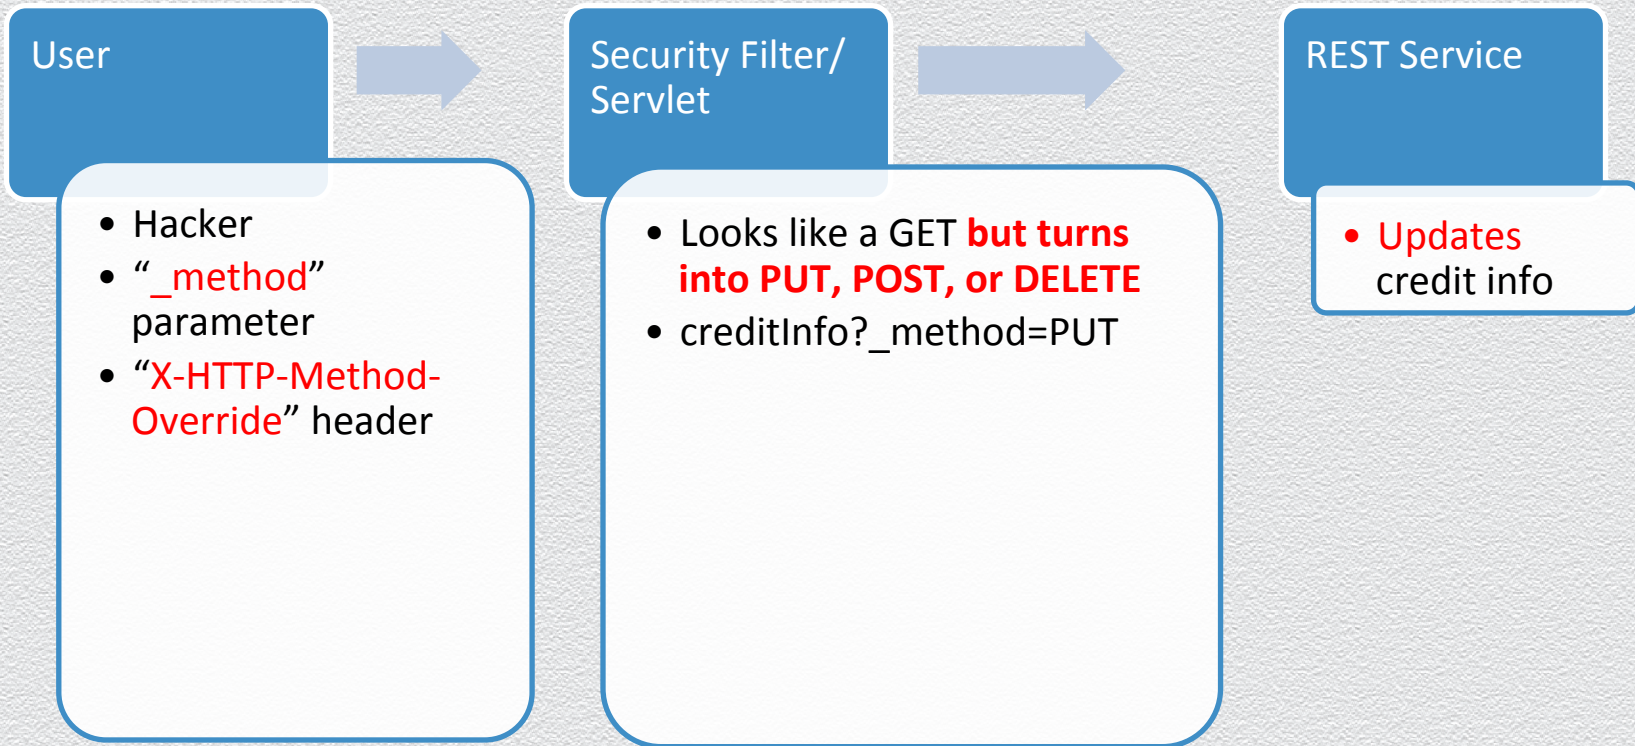 User
• Hacker
• “_method”
parameter
• “X-HTTP-Method-
Override” header
Security Filter/
Servlet
• Looks like a GET but turns
into PUT, POST, or DELETE
• creditInfo?_method=PUT
REST Service
• Updates
credit info